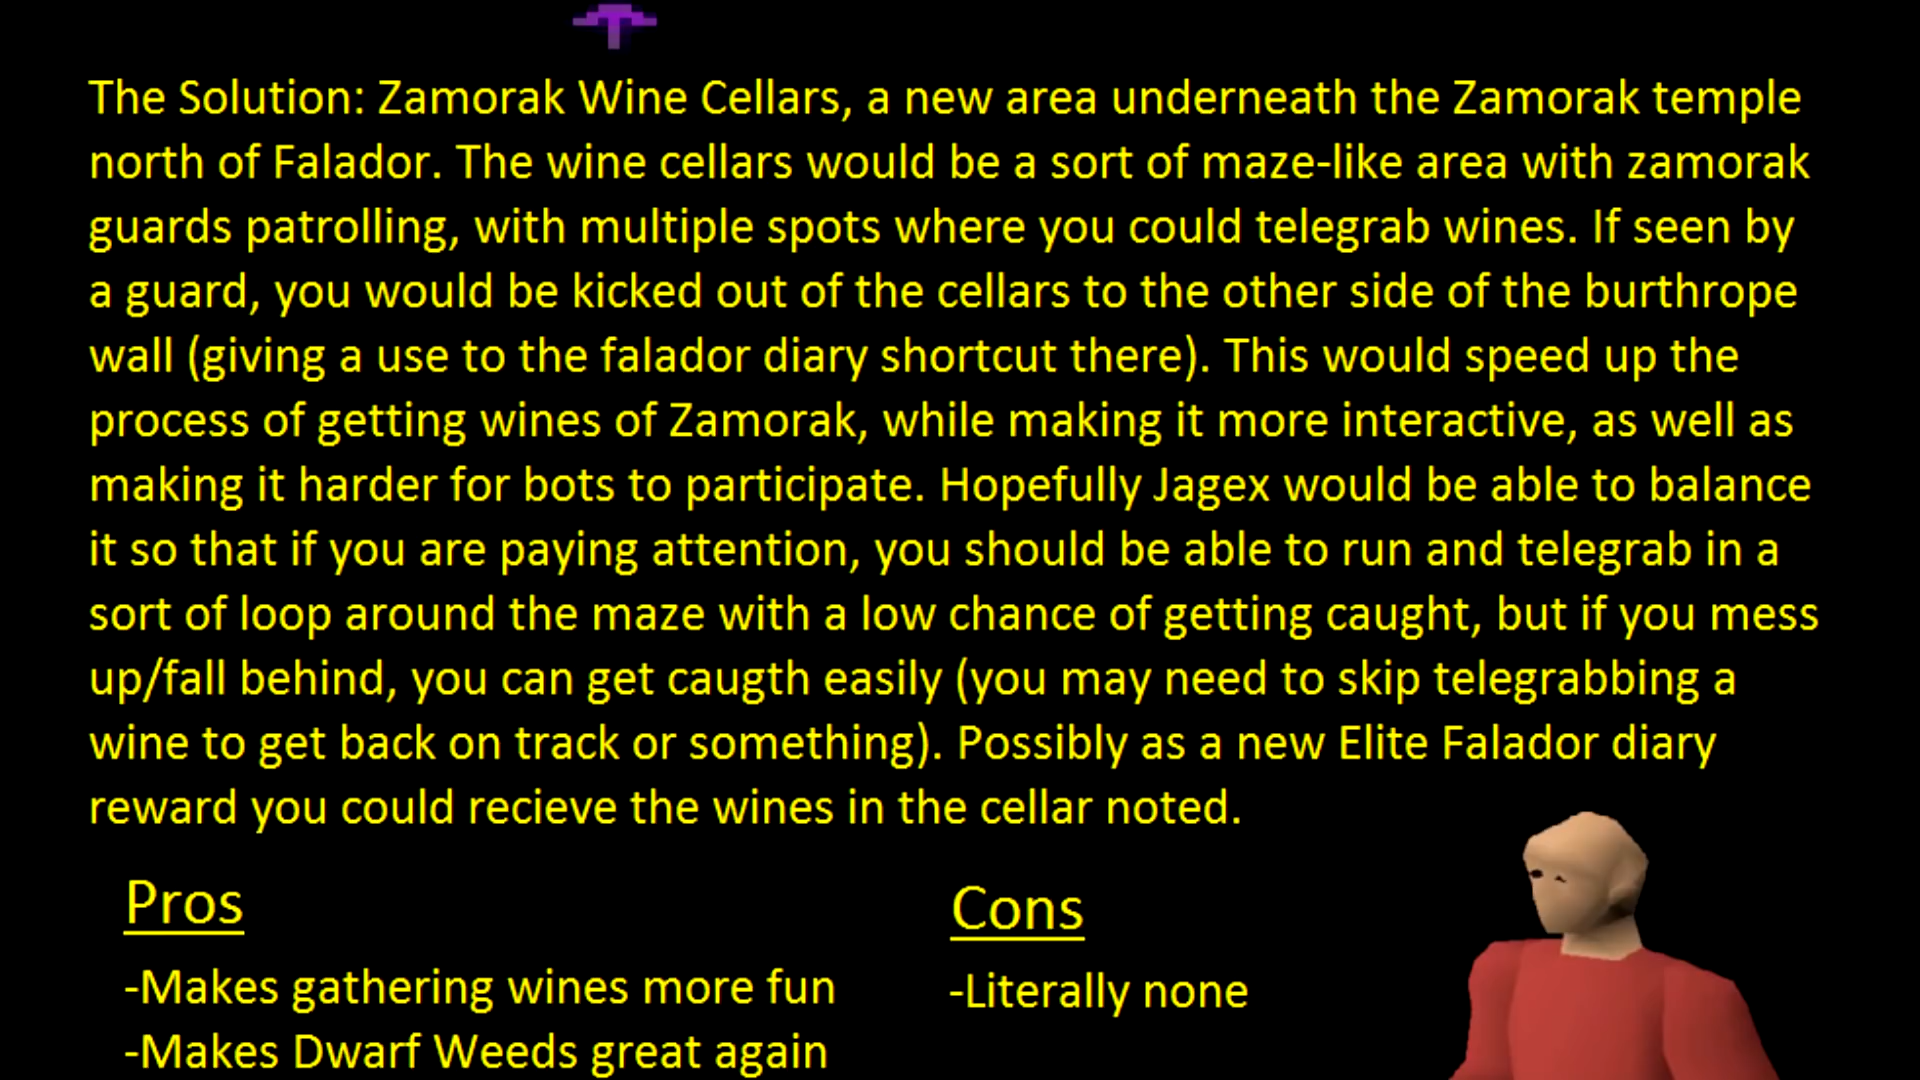 The Solution: Zamorak Wine Cellars, a new area underneath the Zamorak temple
north of Falador. The wine cellars would be a sort of maze-like area with zamorak
guards patrolling, with multiple spots where you could telegrab wines. If seen by
a guard, you would be kicked out of the cellars to the other side of the burthrope
wall (giving a use to the falador diary shortcut there). This would speed up the
process of getting wines of Zamorak, while making it more interactive, as well as
making it harder for bots to participate. Hopefully Jagex would be able to balance
it so that if you are paying attention, you should be able to run and telegrab in a
sort of loop around the maze with a low chance of getting caught, but if you mess
up/fall behind, you can get caugth easily (you may need to skip telegrabbing a
wine to get back on track or something). Possibly as a new Elite Falador diary
reward you could recieve the wines in the cellar noted.
Pros
-Makes gathering wines more fun
-Makes Dwarf Weeds great again
Cons
-Literally none